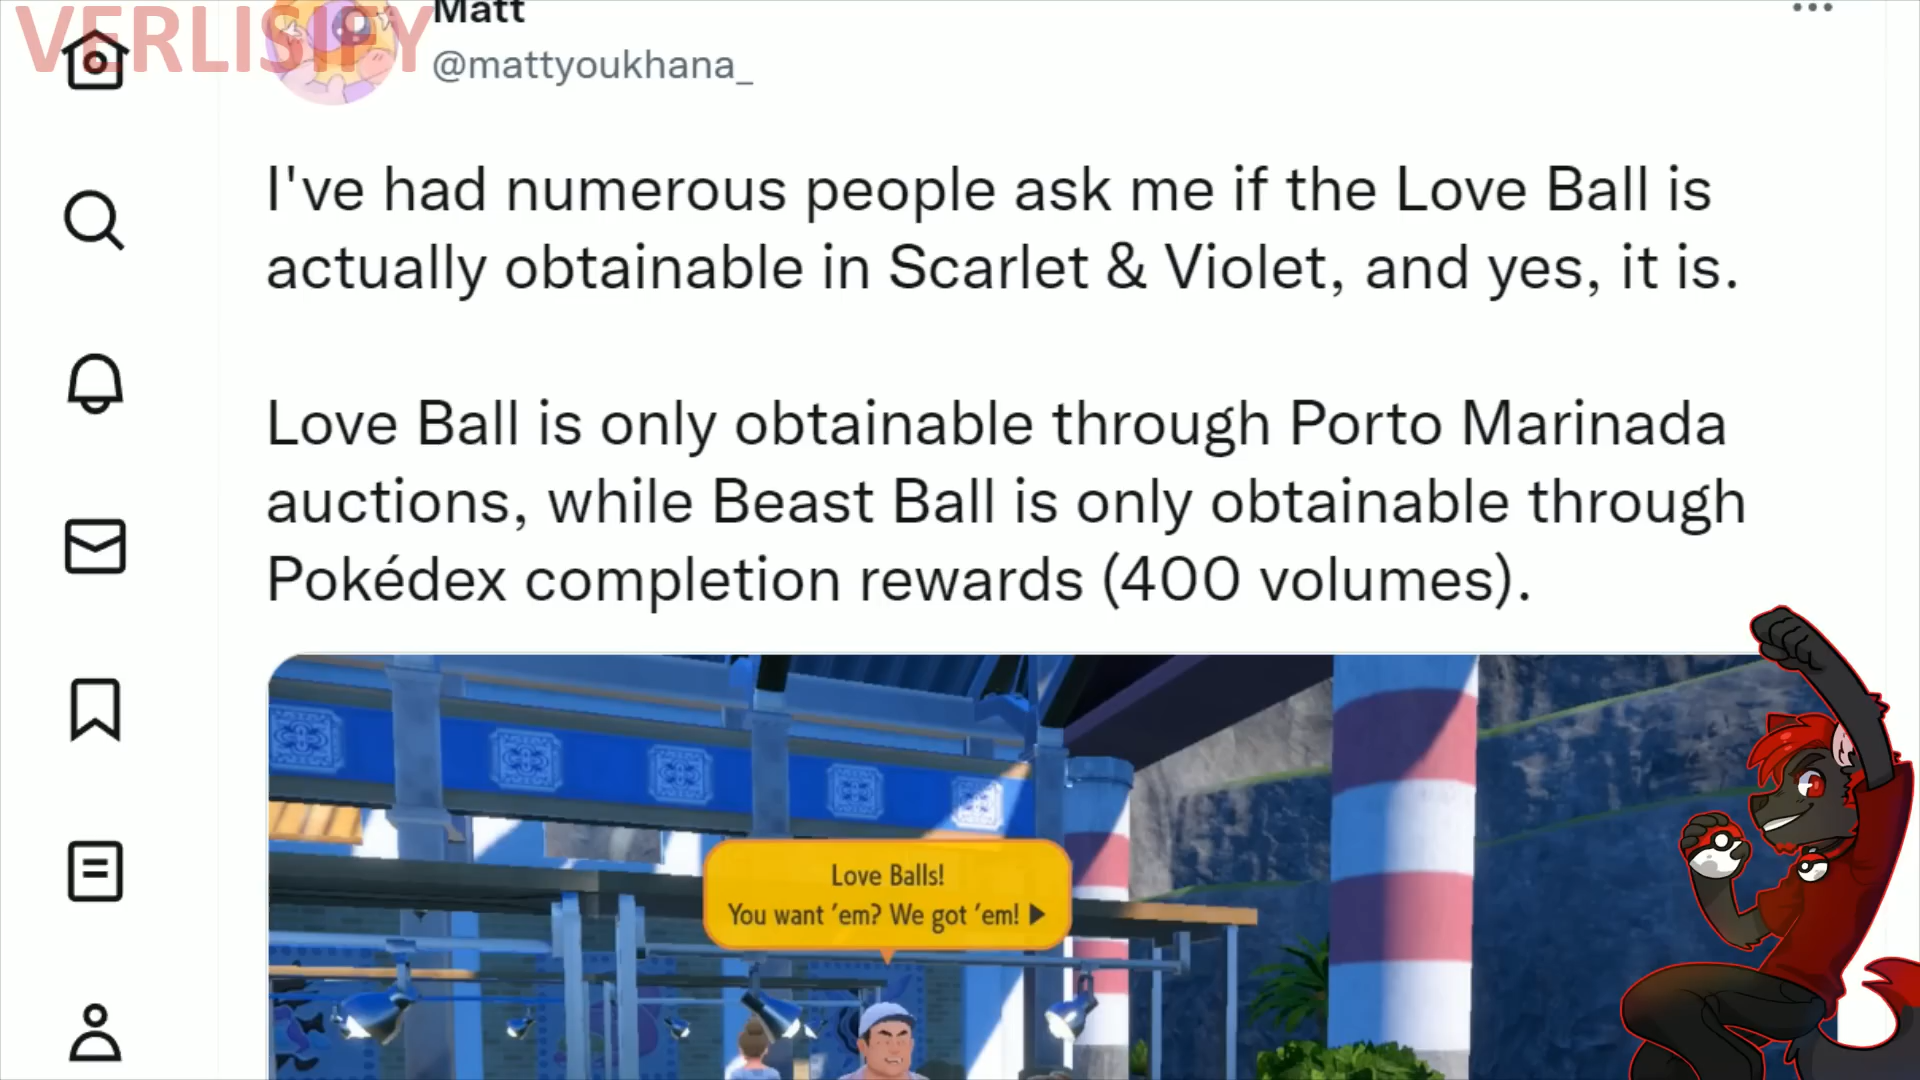 VERLISIFY
Matt
@mattyoukhana_
I've had numerous people ask me if the Love Ball is
actually obtainable in Scarlet & Violet, and yes, it is.
Love Ball is only obtainable through Porto Marinada
auctions, while Beast Ball is only obtainable through
Pokédex completion rewards (400 volumes).
Love Balls!
You want 'em? We got 'em!